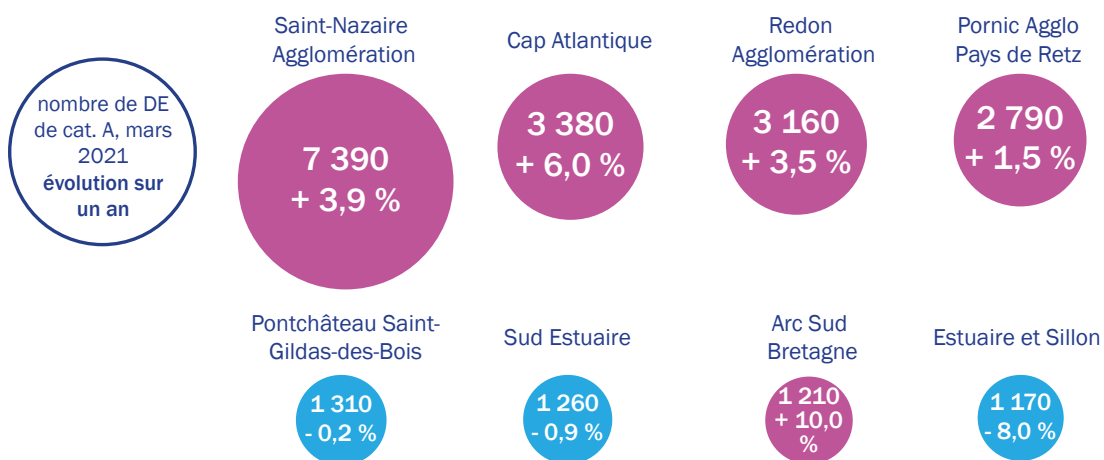 nombre de DE
de cat. A, mars
2021
évolution sur
un an
Saint-Nazaire
Agglomération
7 390
+ 3,9 %
Cap Atlantique
3 380
+ 6,0 %
Redon
Agglomération
3 160
+ 3,5 %
Pornic Agglo
Pays de Retz
2 790
+ 1,5 %
Pontchâteau Saint-
Gildas-des-Bois
1 310
- 0,2 %
Sud Estuaire
1 260
- 0,9 %
Arc Sud
Bretagne
1 210
+ 10,0
%
Estuaire et Sillon
1 170
- 8,0 %